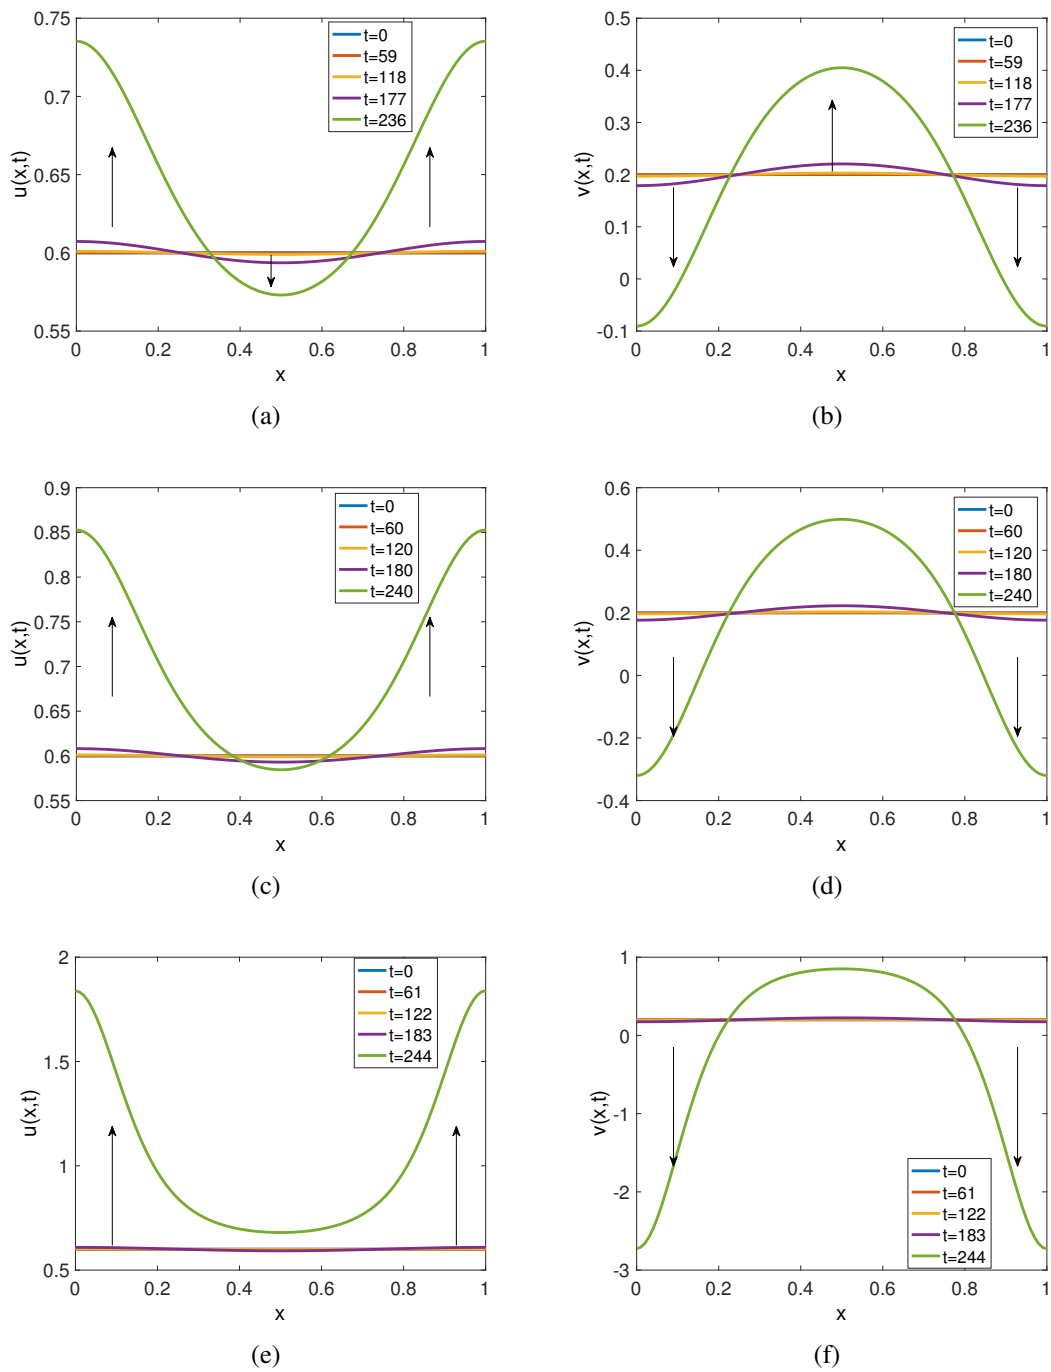 0.75
0.7
0.65
0.6
0.55
u(x,t)
0 0.2 0.4 0.6 0.8 1
x
t=0
t=59
t=118
t=177
t=236
(a)
0.5
0.4
0.3
0.2
0.1
0
-0.1
v(x,t)
0 0.2 0.4 0.6 0.8 1
x
t=0
t=59
t=118
t=177
t=236
(b)
0.9
0.85
0.8
0.75
0.7
0.65
0.6
0.55
u(x,t)
0 0.2 0.4 0.6 0.8 1
x
t=0
t=60
t=120
t=180
t=240
(c)
0.6
0.4
0.2
0
-0.2
-0.4
v(x,t)
0 0.2 0.4 0.6 0.8 1
x
t=0
t=60
t=120
t=180
t=240
(d)
2
1.5
1
0.5
u(x,t)
0 0.2 0.4 0.6 0.8 1
x
t=0
t=61
t=122
t=183
t=244
(e)
1
0
-1
-2
-3
v(x,t)
0 0.2 0.4 0.6 0.8 1
x
t=0
t=61
t=122
t=183
t=244
(f)